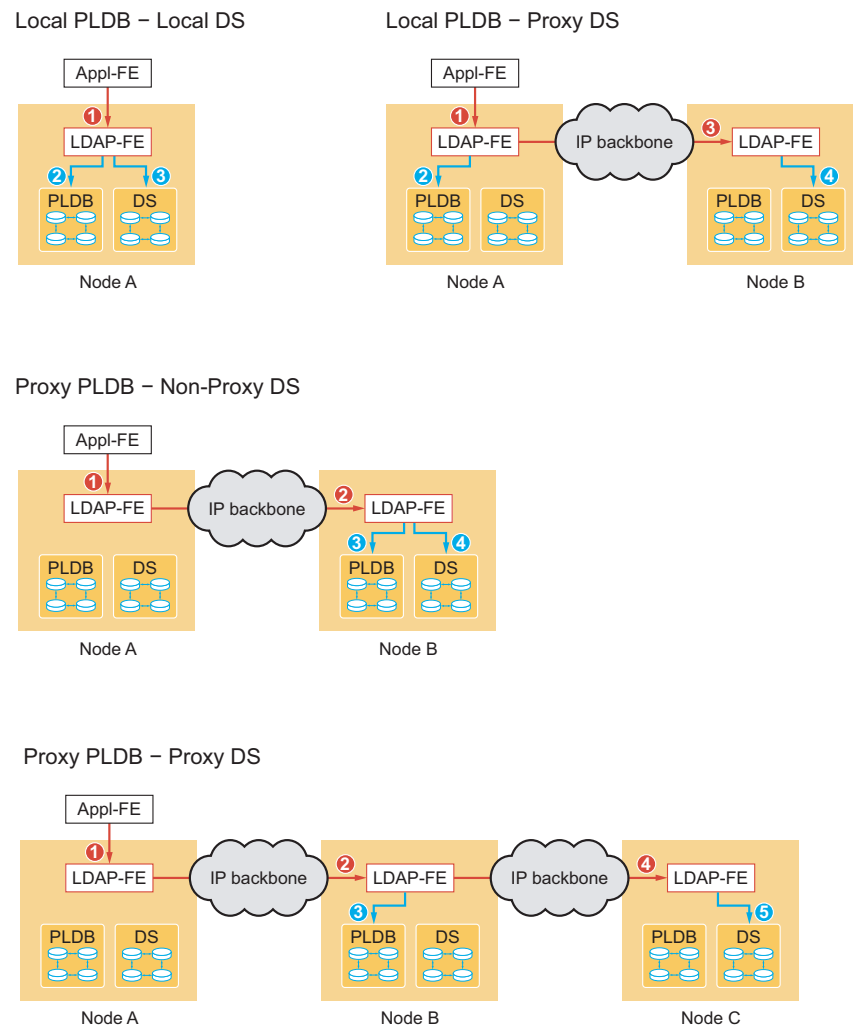 Local PLDB – Local DS
Appl-FE
1
LDAP-FE
2 3
PLDB DS
Node A
Local PLDB – Proxy DS
Appl-FE
1 3
LDAP-FE IP backbone LDAP-FE
2 4
PLDB DS PLDB DS
Node A Node B
Proxy PLDB – Non-Proxy DS
Appl-FE
1 2
LDAP-FE IP backbone LDAP-FE
3 4
PLDB DS PLDB DS
Node A Node B
Proxy PLDB – Proxy DS
Appl-FE
1 2 4
LDAP-FE IP backbone LDAP-FE IP backbone LDAP-FE
3 5
PLDB DS PLDB DS PLDB DS
Node A Node B Node C